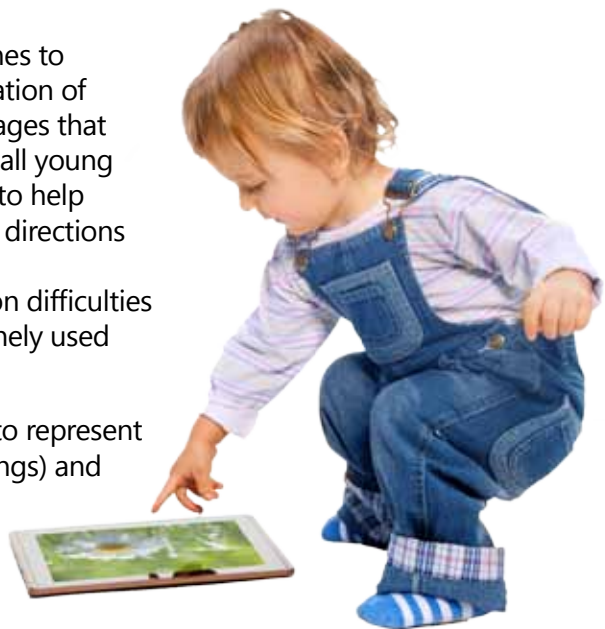 nes to
ation of
ages that
all young
to help
directions
on difficulties
nely used
to represent
ngs) and